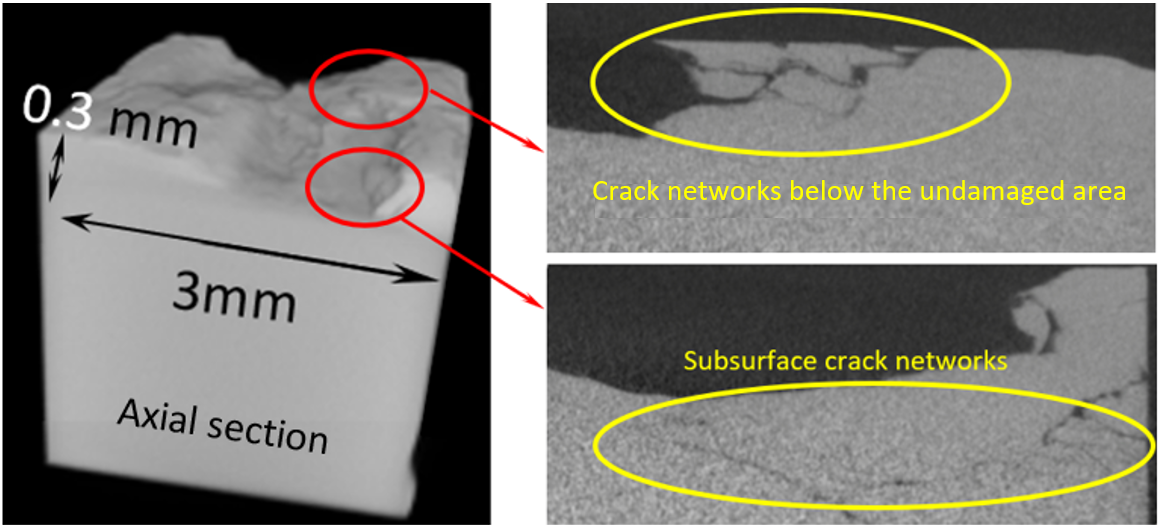 0.3 mm
3mm
Axial section
Crack networks below the undamaged area
Subsurface crack networks